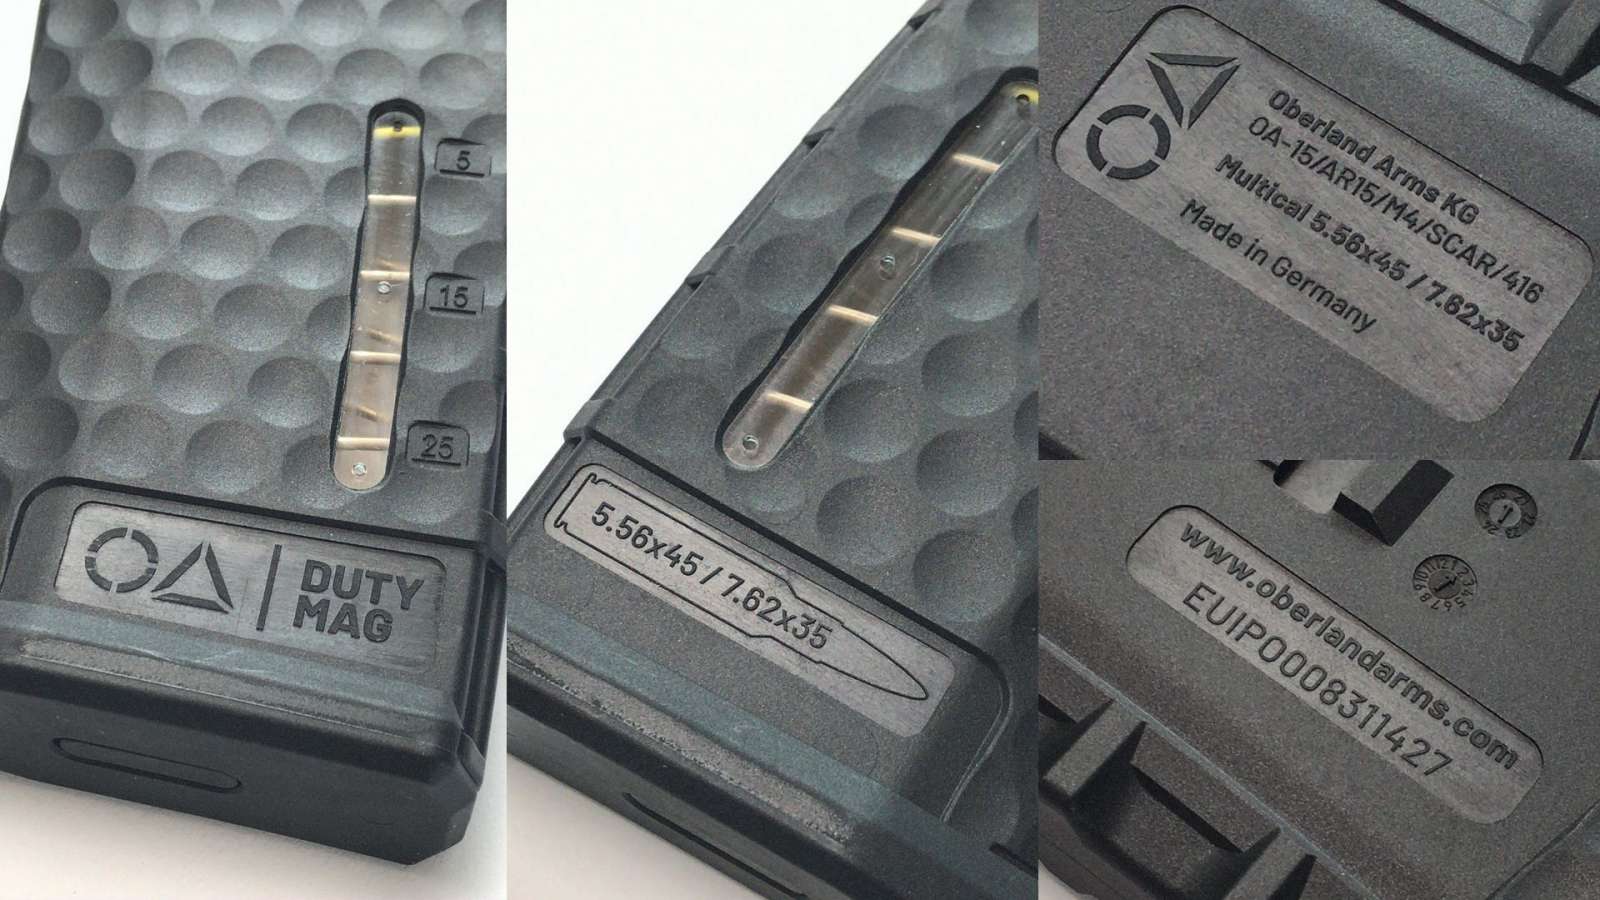 5
15
25
DUTY
MAG
5.56x45 / 7.62x35
Oberland Arms KG
OA-15/AR15/M4/SCAR/416
Multical 5.56x45 / 7.62x35
Made in Germany
www.oberlandarms.com
EUIP0008311427